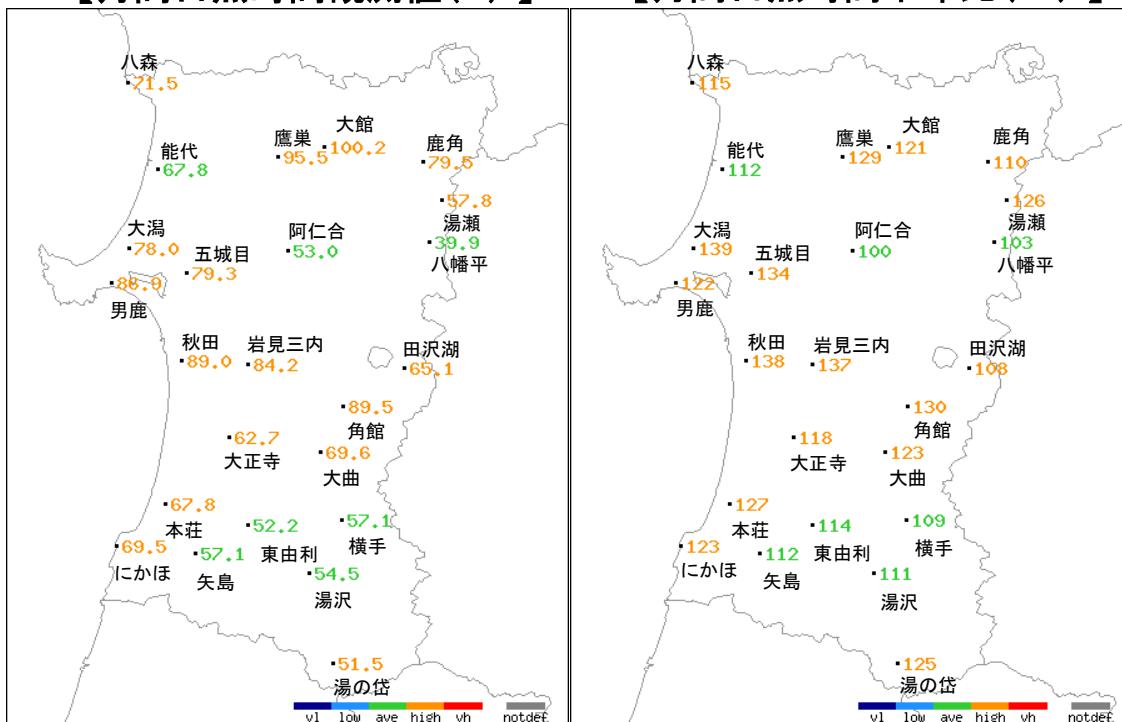 八森
71.5
大館
100.2
鷹巣
95.5
鹿角
79.5
能代
67.8
57.8
湯瀬
大潟
78.0
阿仁合
53.0
39.9
八幡平
五城目
79.3
男鹿
秋田
89.0
岩見三内
84.2
田沢湖
65.1
89.5
角館
62.7
大正寺
69.6
大曲
67.8
本荘
52.2
東由利
57.1
横手
69.5
にかほ
57.1
矢島
54.5
湯沢
51.5
湯の岱
vl low ave high vh notdef
八森
115
大館
121
鷹巣
129
鹿角
110
能代
112
126
湯瀬
大潟
139
阿仁合
100
103
八幡平
五城目
134
122
男鹿
秋田
138
岩見三内
137
田沢湖
108
130
角館
118
大正寺
123
大曲
127
本荘
114
東由利
109
横手
123
にかほ
112
矢島
111
湯沢
125
湯の岱
vl low ave high vh notdef